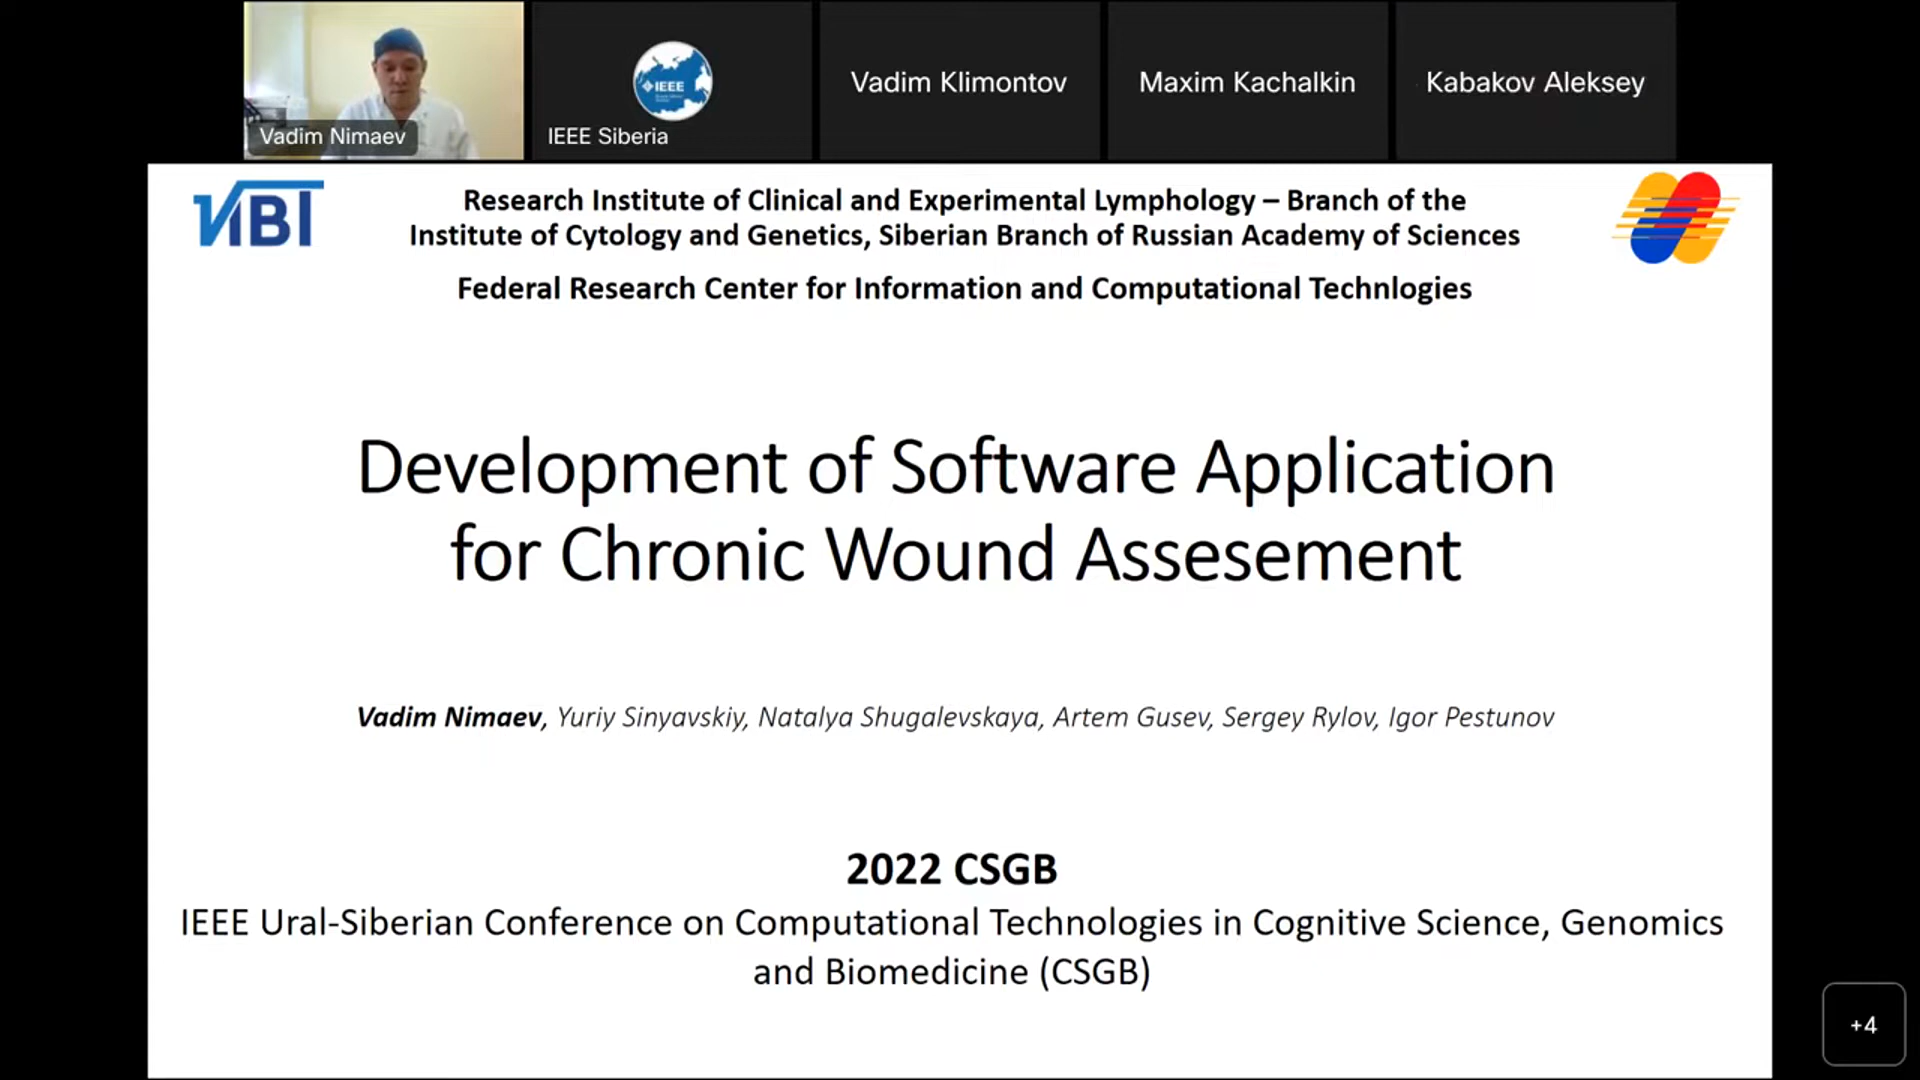 Vadim Nimaev
IEEE
IEEE Siberia
Vadim Klimontov
Maxim Kachalkin
Kabakov Aleksey
Research Institute of Clinical and Experimental Lymphology – Branch of the
Institute of Cytology and Genetics, Siberian Branch of Russian Academy of Sciences
Federal Research Center for Information and Computational Technlogies
Development of Software Application
for Chronic Wound Assesement
Vadim Nimaev, Yuriy Sinyavskiy, Natalya Shugalevskaya, Artem Gusev, Sergey Rylov, Igor Pestunov
2022 CSGB
IEEE Ural-Siberian Conference on Computational Technologies in Cognitive Science, Genomics
and Biomedicine (CSGB)
+4